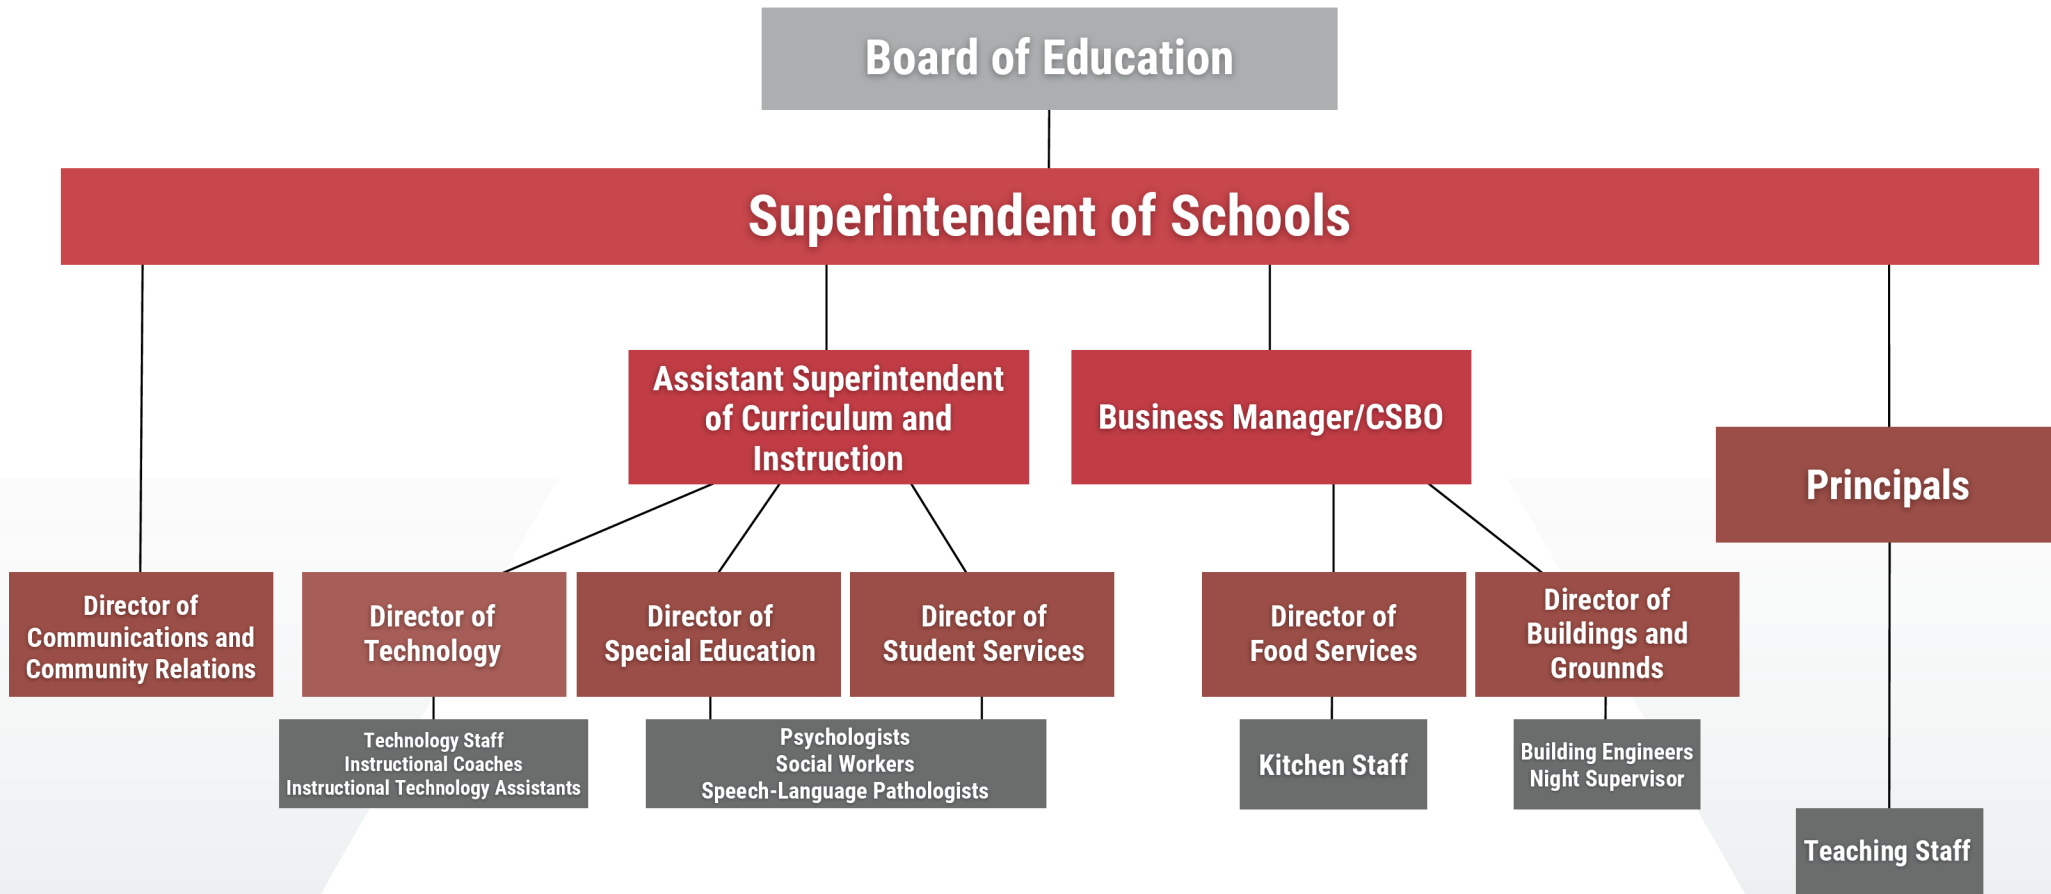 Board of Education
Superintendent of Schools
Assistant Superintendent
of Curriculum and
Instruction
Business Manager/CSBO
Principals
Director of
Communications and
Community Relations
Director of
Technology
Director of
Special Education
Director of
Student Services
Director of
Food Services
Director of
Buildings and
Grounnds
Technology Staff
Instructional Coaches
Instructional Technology Assistants
Psychologists
Social Workers
Speech-Language Pathologists
Kitchen Staff
Building Engineers
Night Supervisor
Teaching Staff